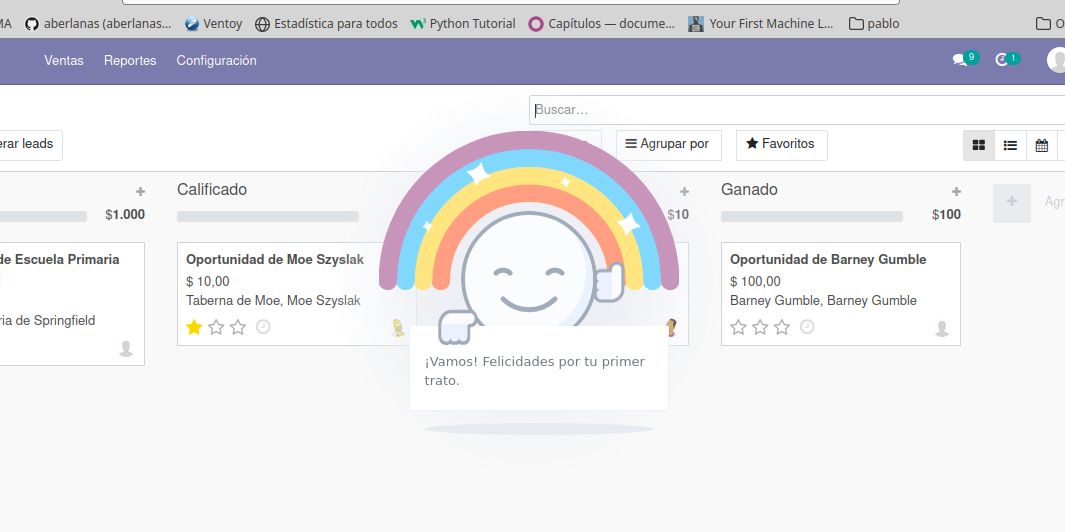 MA aberlanas (aberlanas... Ventoy Estadística para todos Python Tutorial Capítulos — docume... Your First Machine L... pablo O
Ventas Reportes Configuración 9 1
Buscar...
erar leads Agrupar por Favoritos
Calificado Ganado Agr
$1.000 $10 $100
de Escuela Primaria
ria de Springfield
Oportunidad de Moe Szyslak
$ 10,00
Taberna de Moe, Moe Szyslak
¡Vamos! Felicidades por tu primer
trato.
Oportunidad de Barney Gumble
$ 100,00
Barney Gumble, Barney Gumble